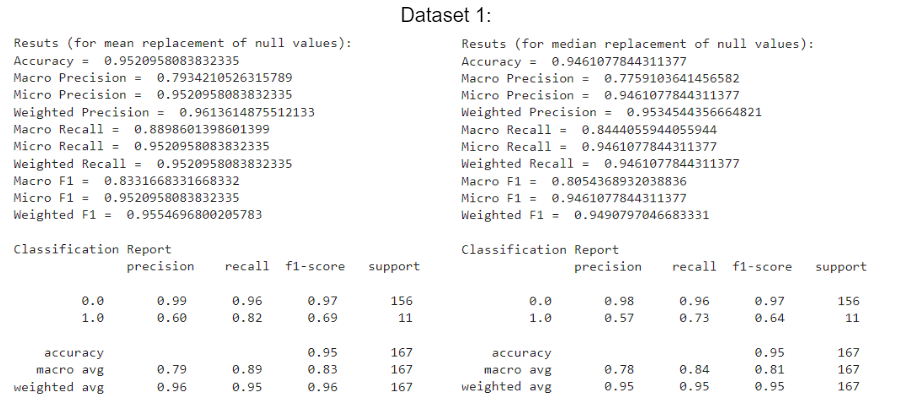 Dataset 1:
Resuts (for mean replacement of null values):
Accuracy =  0.9520958083832335
Macro Precision =  0.7934210526315789
Micro Precision =  0.9520958083832335
Weighted Precision =  0.9613614875512133
Macro Recall =  0.8898601398601399
Micro Recall =  0.9520958083832335
Weighted Recall =  0.9520958083832335
Macro F1 =  0.8331668331668332
Micro F1 =  0.9520958083832335
Weighted F1 =  0.9554696800205783
Classification Report
precision recall f1-score support
0.0 0.99 0.96 0.97 156
1.0 0.60 0.82 0.69 11
accuracy 0.95 167
macro avg 0.79 0.89 0.83 167
weighted avg 0.96 0.95 0.96 167
Resuts (for median replacement of null values):
Accuracy =  0.9461077844311377
Macro Precision =  0.7759103641456582
Micro Precision =  0.9461077844311377
Weighted Precision =  0.9534544356664821
Macro Recall =  0.8444055944055944
Micro Recall =  0.9461077844311377
Weighted Recall =  0.9461077844311377
Macro F1 =  0.8054368932038836
Micro F1 =  0.9461077844311377
Weighted F1 =  0.9490797046683331
Classification Report
precision recall f1-score support
0.0 0.98 0.96 0.97 156
1.0 0.57 0.73 0.64 11
accuracy 0.95 167
macro avg 0.78 0.84 0.81 167
weighted avg 0.95 0.95 0.95 167